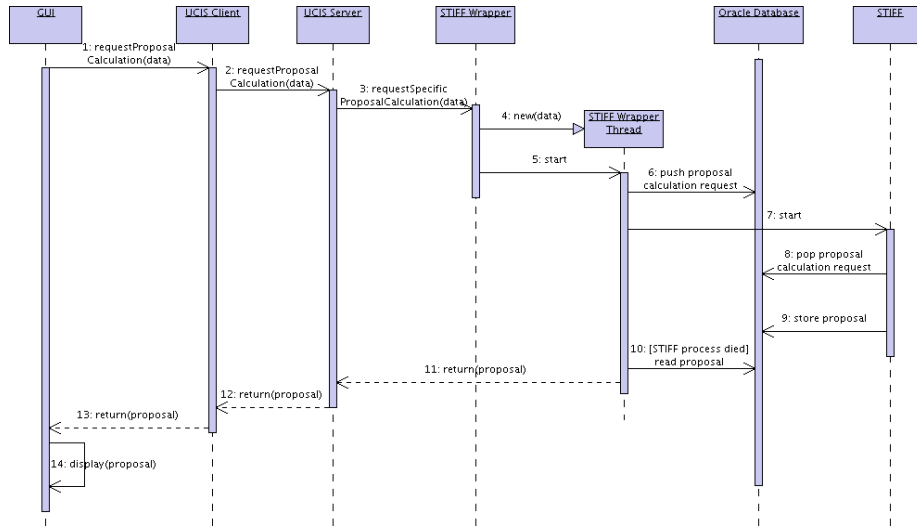 GUI
UCIS Client
UCIS Server
STIFF Wrapper
Oracle Database
STIFF
1: requestProposal
Calculation(data)
2: requestProposal
Calculation(data)
3: requestSpecific
ProposalCalculation(data)
4: new(data)
STIFF Wrapper
Thread
5: start
6: push proposal
calculation request
7: start
8: pop proposal
calculation request
9: store proposal
10: [STIFF process died]
read proposal
11: return(proposal)
12: return(proposal)
13: return(proposal)
14: display(proposal)